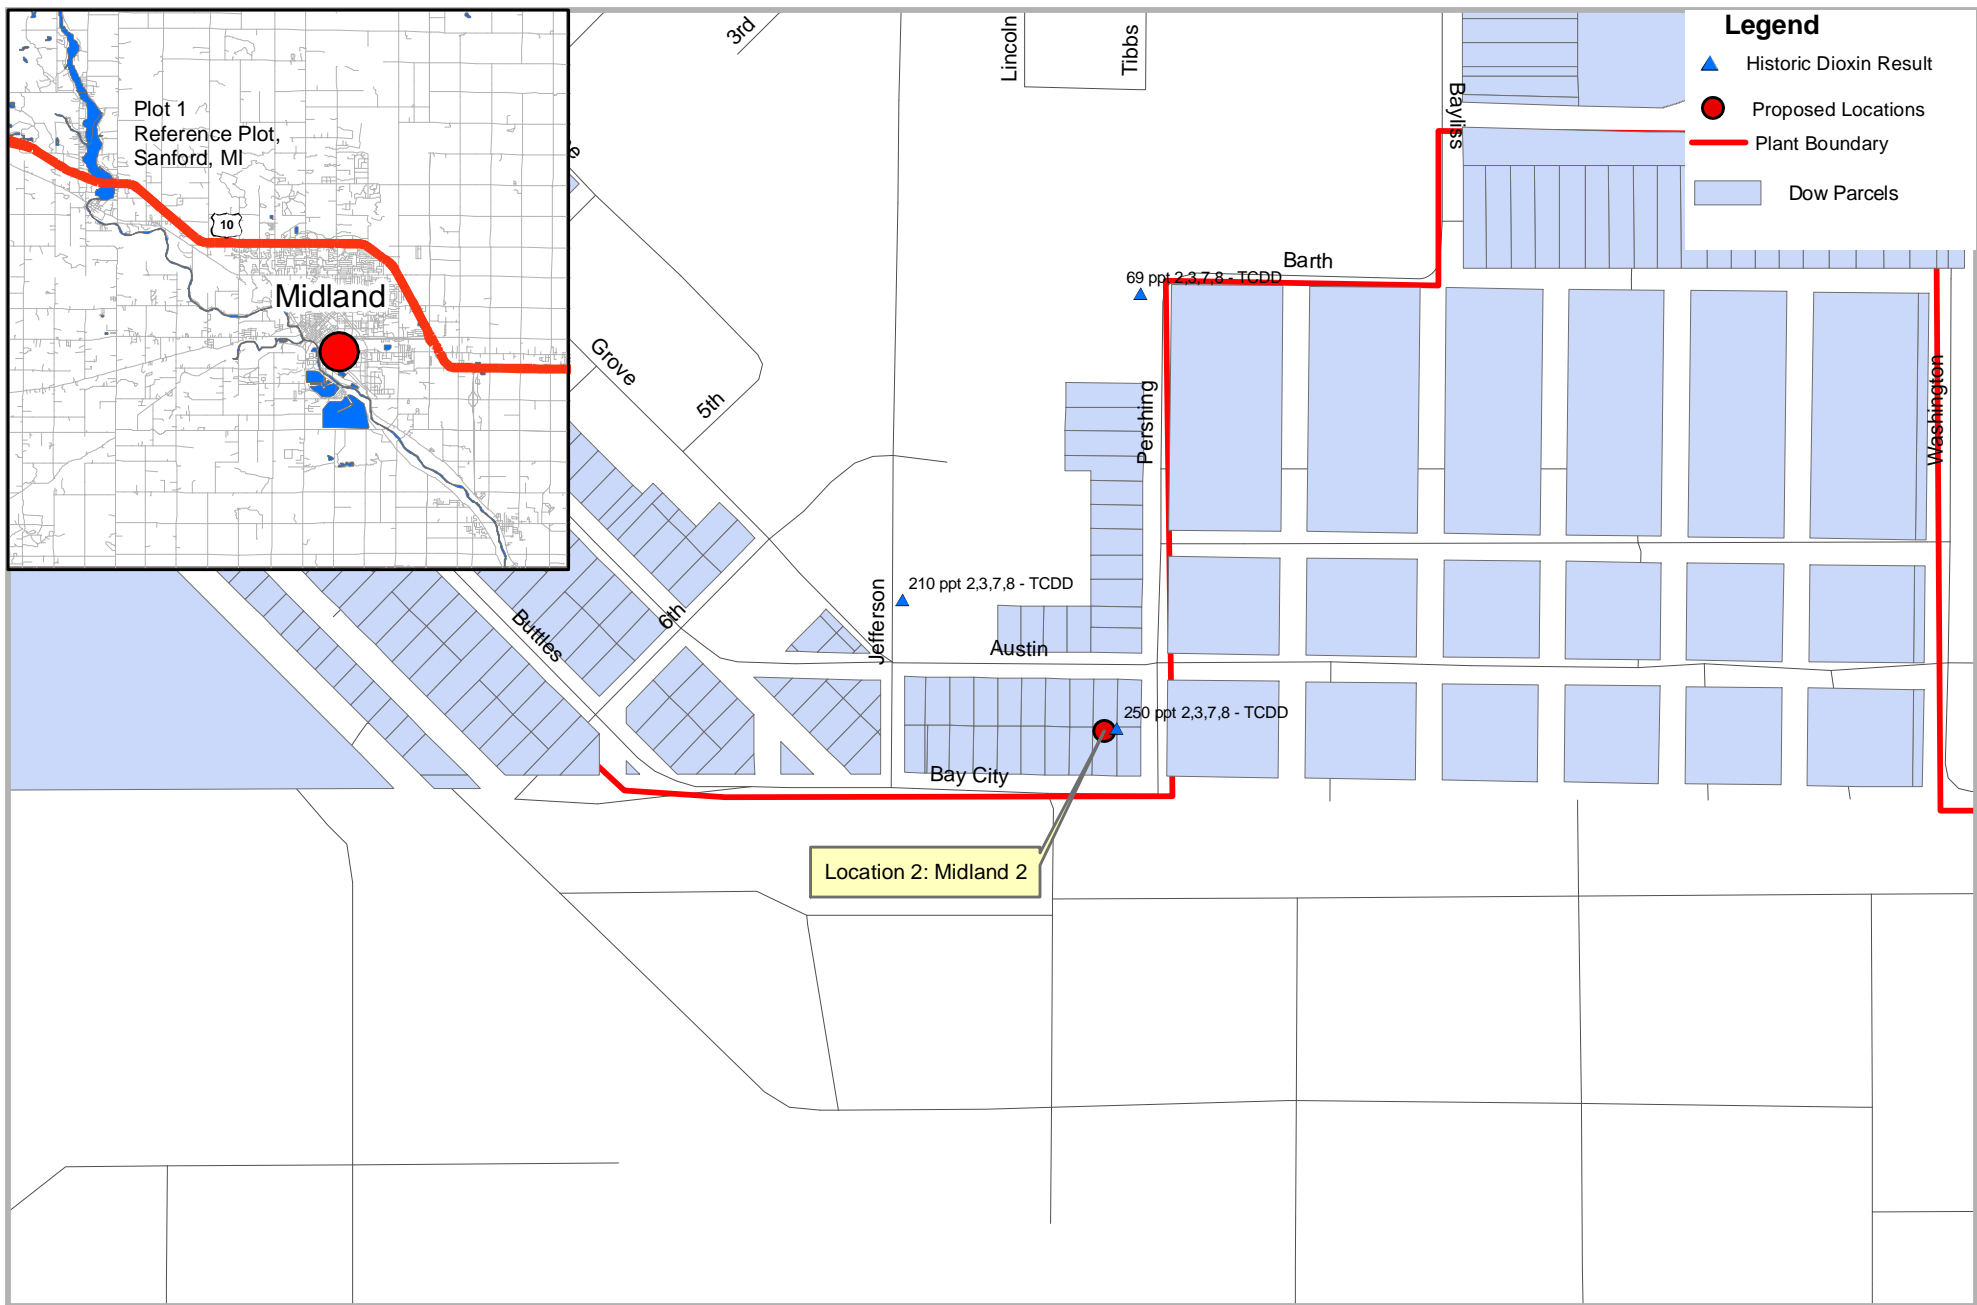 Plot 1
Reference Plot,
Sanford, MI
10
Midland
3rd
Lincoln
Tibbs
Bayliss
Legend
Historic Dioxin Result
Proposed Locations
Plant Boundary
Dow Parcels
Barth
69 ppt 2,3,7,8 - TCDD
Grove
5th
Pershing
Washington
210 ppt 2,3,7,8 - TCDD
Jefferson
6th
Buttles
Austin
250 ppt 2,3,7,8 - TCDD
Bay City
Location 2: Midland 2